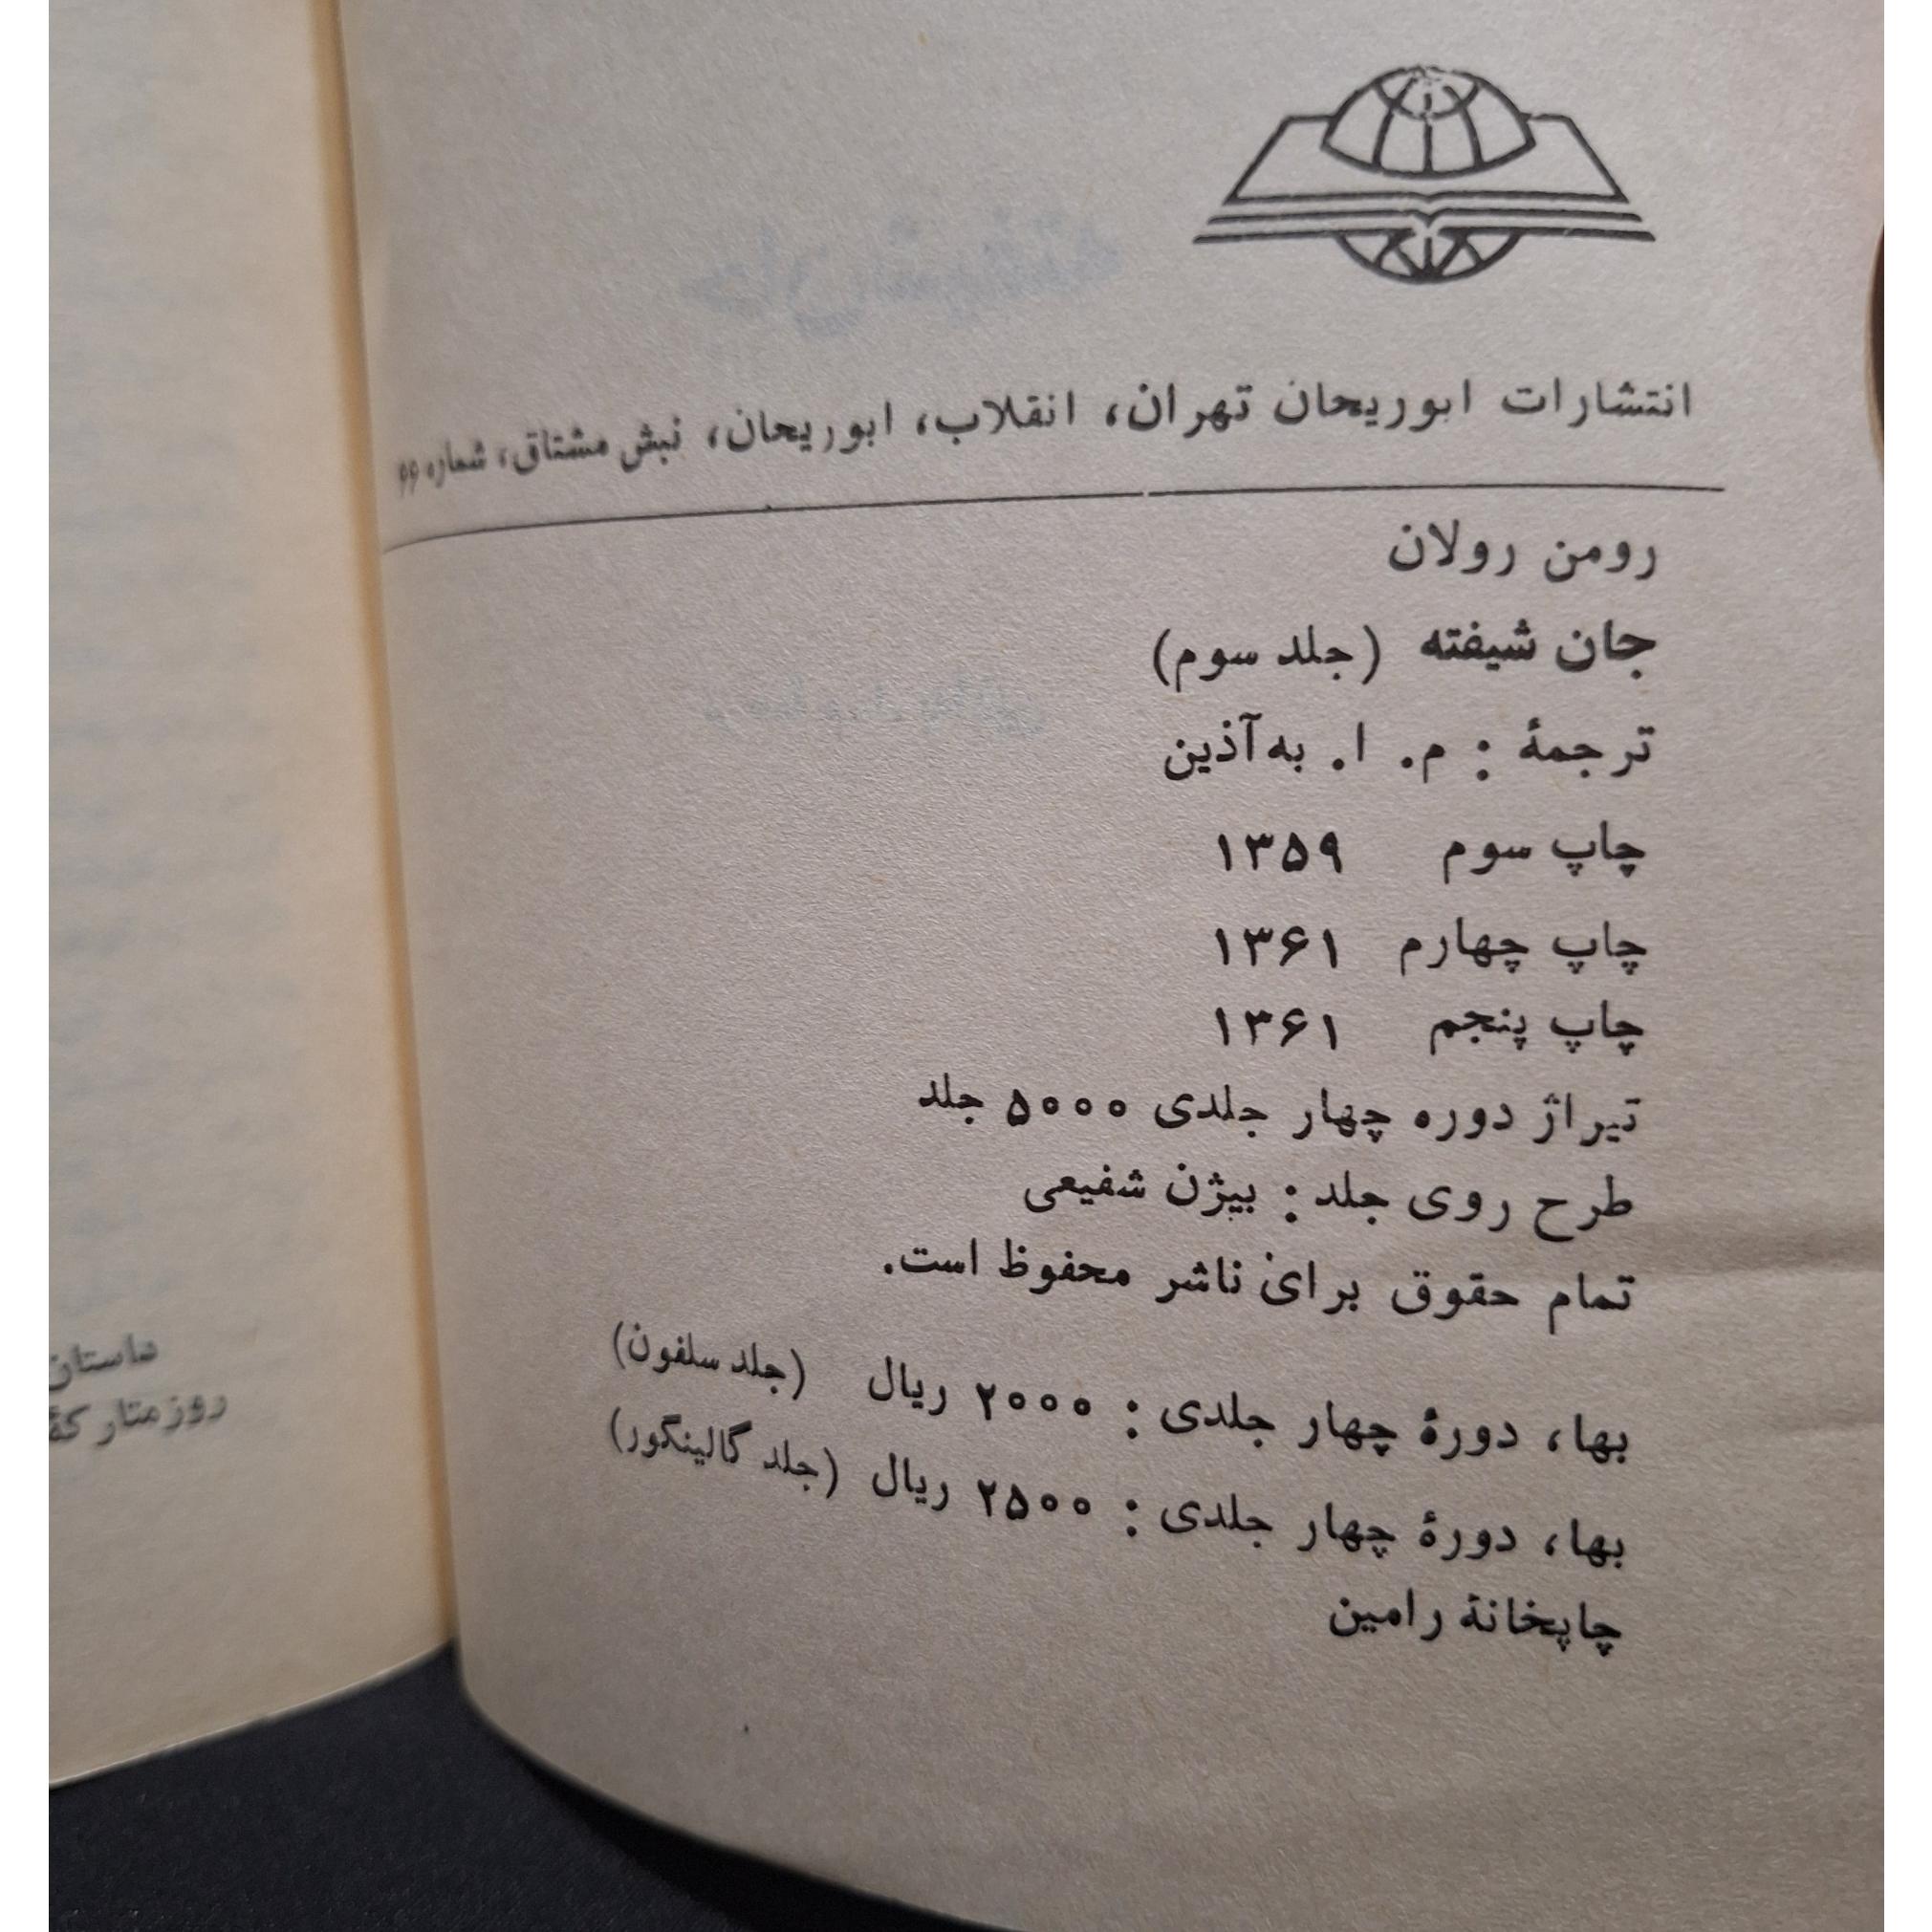 انتشارات ابوریحان تهران، انقلاب، ابوریحان، نبش مشتاق، شماره ۶۶
رومن رولان
جان شیفته (جلد سوم)
ترجمهٔ : م. ا. به‌آذین
چاپ سوم ۱۳۵۹
چاپ چهارم ۱۳۶۱
چاپ پنجم ۱۳۶۱
تیراژ دوره چهار جلدی ۵۰۰۰ جلد
طرح روی جلد : بیژن شفیعی
تمام حقوق برای ناشر محفوظ است.
بها، دورهٔ چهار جلدی : ۲۰۰۰ ریال (جلد سلفون)
بها، دورهٔ چهار جلدی : ۲۵۰۰ ریال (جلد گالینگور)
چاپخانهٔ رامین